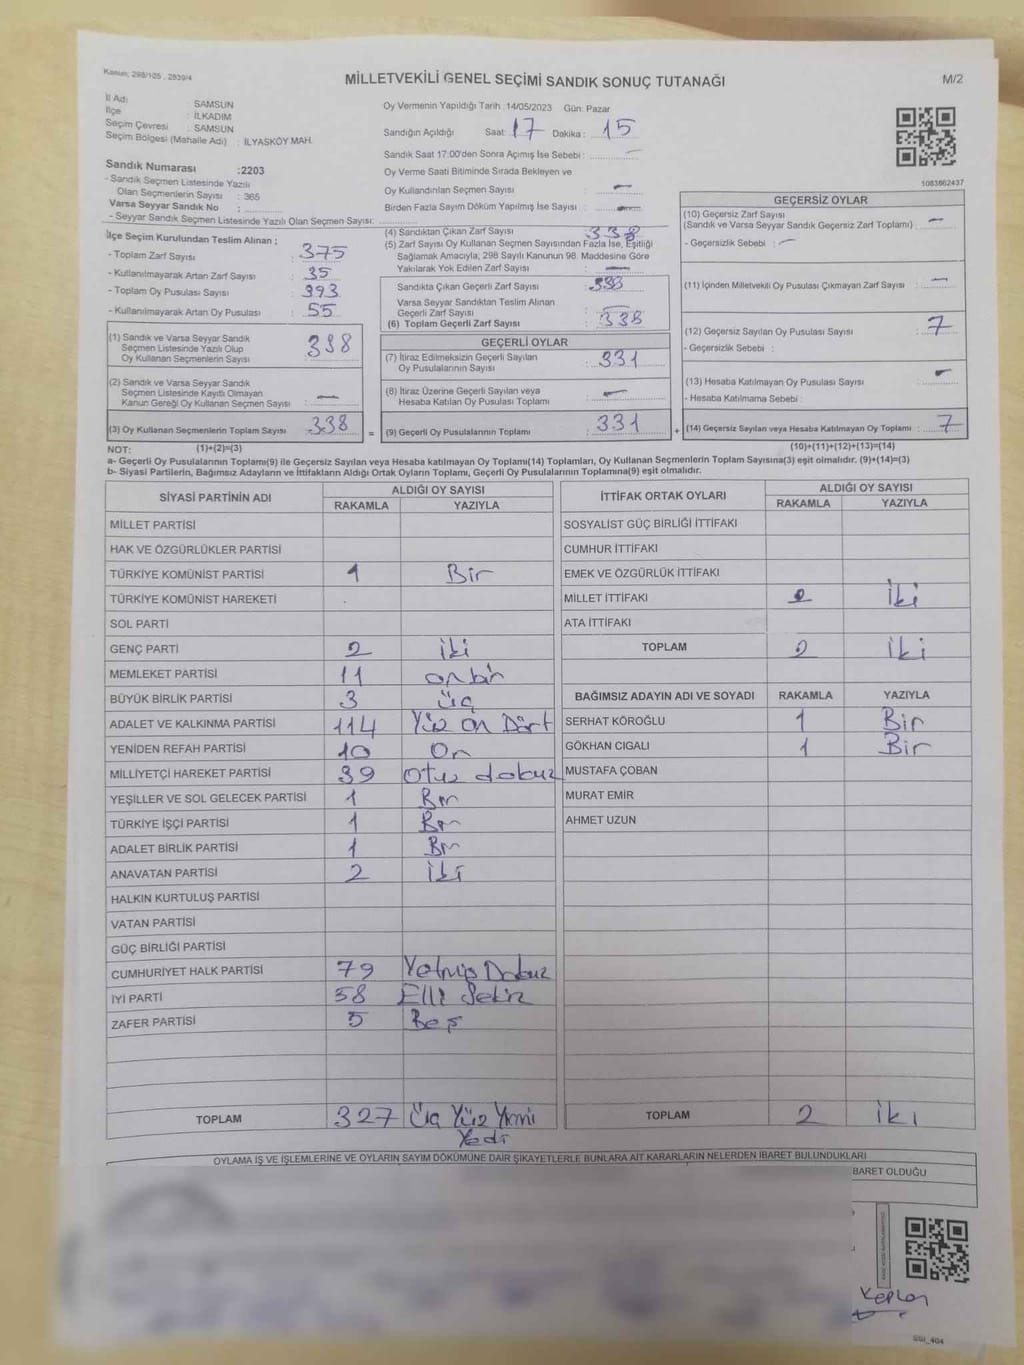 Kanun; 298/105 , 2839/4
MİLLETVEKİLİ GENEL SEÇİMİ SANDIK SONUÇ TUTANAĞI
M/2
İl Adı : SAMSUN
İlçe : İLKADIM
Seçim Çevresi : SAMSUN
Seçim Bölgesi (Mahalle Adı) : İLYASKÖY MAH.
Oy Vermenin Yapıldığı Tarih :14/05/2023 Gün: Pazar
Sandığın Açıldığı Saat: 17 Dakika: 15
Sandık Saat 17:00'den Sonra Açımış İse Sebebi : –
Sandık Numarası :2203
- Sandık Seçmen Listesinde Yazılı
Olan Seçmenlerin Sayısı : 365
Varsa Seyyar Sandık No :
- Seyyar Sandık Seçmen Listesinde Yazılı Olan Seçmen Sayısı:
Oy Verme Saati Bitiminde Sırada Bekleyen ve
Oy Kullandırılan Seçmen Sayısı : –
Birden Fazla Sayım Döküm Yapılmış İse Sayısı : –
1083862437
İlçe Seçim Kurulundan Teslim Alınan ;
- Toplam Zarf Sayısı : 375
- Kullanılmayarak Artan Zarf Sayısı : 35
- Toplam Oy Pusulası Sayısı : 393
- Kullanılmayarak Artan Oy Pusulası : 55
(1) Sandık ve Varsa Seyyar Sandık
Seçmen Listesinde Yazılı Olup
Oy Kullanan Seçmenlerin Sayısı : 338
(2) Sandık ve Varsa Seyyar Sandık
Seçmen Listesinde Kayıtlı Olmayan
Kanun Gereği Oy Kullanan Seçmen Sayısı : –
(3) Oy Kullanan Seçmenlerin Toplam Sayısı : 338
(1)+(2)=(3)
(4) Sandıktan Çıkan Zarf Sayısı : 338
(5) Zarf Sayısı Oy Kullanan Seçmen Sayısından Fazla İse, Eşitliği
Sağlamak Amacıyla, 298 Sayılı Kanunun 98. Maddesine Göre
Yakılarak Yok Edilen Zarf Sayısı : –
Sandıkta Çıkan Geçerli Zarf Sayısı : 338
Varsa Seyyar Sandıktan Teslim Alınan
Geçerli Zarf Sayısı : –
(6) Toplam Geçerli Zarf Sayısı : 338
GEÇERLİ OYLAR
(7) İtiraz Edilmeksizin Geçerli Sayılan
Oy Pusulalarının Sayısı : 331
(8) İtiraz Üzerine Geçerli Sayılan veya
Hesaba Katılan Oy Pusulası Toplamı : –
= (9) Geçerli Oy Pusulalarının Toplamı : 331
GEÇERSİZ OYLAR
(10) Geçersiz Zarf Sayısı
(Sandık ve Varsa Seyyar Sandık Geçersiz Zarf Toplamı) : –
- Geçersizlik Sebebi : –
(11) İçinden Milletvekili Oy Pusulası Çıkmayan Zarf Sayısı : –
(12) Geçersiz Sayılan Oy Pusulası Sayısı : 7
- Geçersizlik Sebebi :
(13) Hesaba Katılmayan Oy Pusulası Sayısı : –
- Hesaba Katılmama Sebebi :
+ (14) Geçersiz Sayılan veya Hesaba Katılmayan Oy Toplamı : 7
(10)+(11)+(12)+(13)=(14)
NOT:
a- Geçerli Oy Pusulalarının Toplamı(9) ile Geçersiz Sayılan veya Hesaba katılmayan Oy Toplamı(14) Toplamları, Oy Kullanan Seçmenlerin Toplam Sayısına(3) eşit olmalıdır. (9)+(14)=(3)
b- Siyasi Partilerin, Bağımsız Adayların ve İttifakların Aldığı Ortak Oyların Toplamı, Geçerli Oy Pusulalarının Toplamına(9) eşit olmalıdır.
SİYASİ PARTİNİN ADI ALDIĞI OY SAYISI
RAKAMLA YAZIYLA
MİLLET PARTİSİ
HAK VE ÖZGÜRLÜKLER PARTİSİ
TÜRKİYE KOMÜNİST PARTİSİ 1 Bir
TÜRKİYE KOMÜNİST HAREKETİ
SOL PARTİ
GENÇ PARTİ 2 iki
MEMLEKET PARTİSİ 11 onbir
BÜYÜK BİRLİK PARTİSİ 3 üç
ADALET VE KALKINMA PARTİSİ 114 Yüz on Dört
YENİDEN REFAH PARTİSİ 10 On
MİLLİYETÇİ HAREKET PARTİSİ 39 otuz dokuz
YEŞİLLER VE SOL GELECEK PARTİSİ 1 Bir
TÜRKİYE İŞÇİ PARTİSİ 1 Bir
ADALET BİRLİK PARTİSİ 1 Bir
ANAVATAN PARTİSİ 2 iki
HALKIN KURTULUŞ PARTİSİ
VATAN PARTİSİ
GÜÇ BİRLİĞİ PARTİSİ
CUMHURİYET HALK PARTİSİ 79 Yetmiş Dokuz
İYİ PARTİ 58 Elli Sekiz
ZAFER PARTİSİ 5 Beş
TOPLAM 327 Üç Yüz Yirmi
Yedi
İTTİFAK ORTAK OYLARI ALDIĞI OY SAYISI
RAKAMLA YAZIYLA
SOSYALİST GÜÇ BİRLİĞİ İTTİFAKI
CUMHUR İTTİFAKI
EMEK VE ÖZGÜRLÜK İTTİFAKI
MİLLET İTTİFAKI 2 iki
ATA İTTİFAKI
TOPLAM 2 iki
BAĞIMSIZ ADAYIN ADI VE SOYADI RAKAMLA YAZIYLA
SERHAT KÖROĞLU 1 Bir
GÖKHAN CIGALI 1 Bir
MUSTAFA ÇOBAN
MURAT EMİR
AHMET UZUN
TOPLAM 2 iki
OYLAMA İŞ VE İŞLEMLERİNE VE OYLARIN SAYIM DÖKÜMÜNE DAİR ŞİKAYETLERLE BUNLARA AİT KARARLARIN NELERDEN İBARET BULUNDUKLARI
BARET OLDUĞU
SSI_404